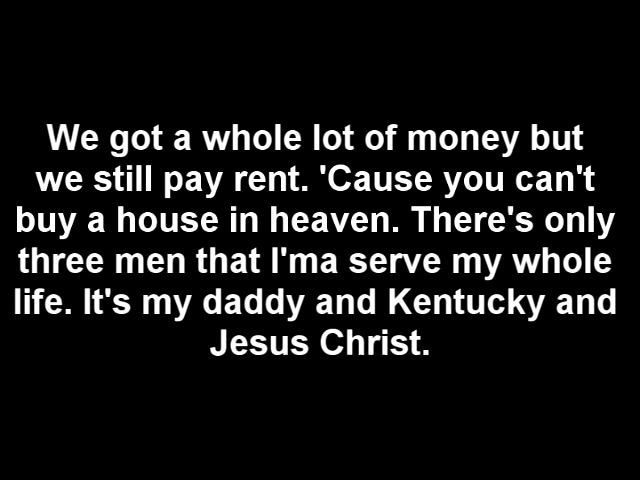 We got a whole lot of money but
we still pay rent. 'Cause you can't
buy a house in heaven. There's only
three men that I'ma serve my whole
life. It's my daddy and Kentucky and
Jesus Christ.